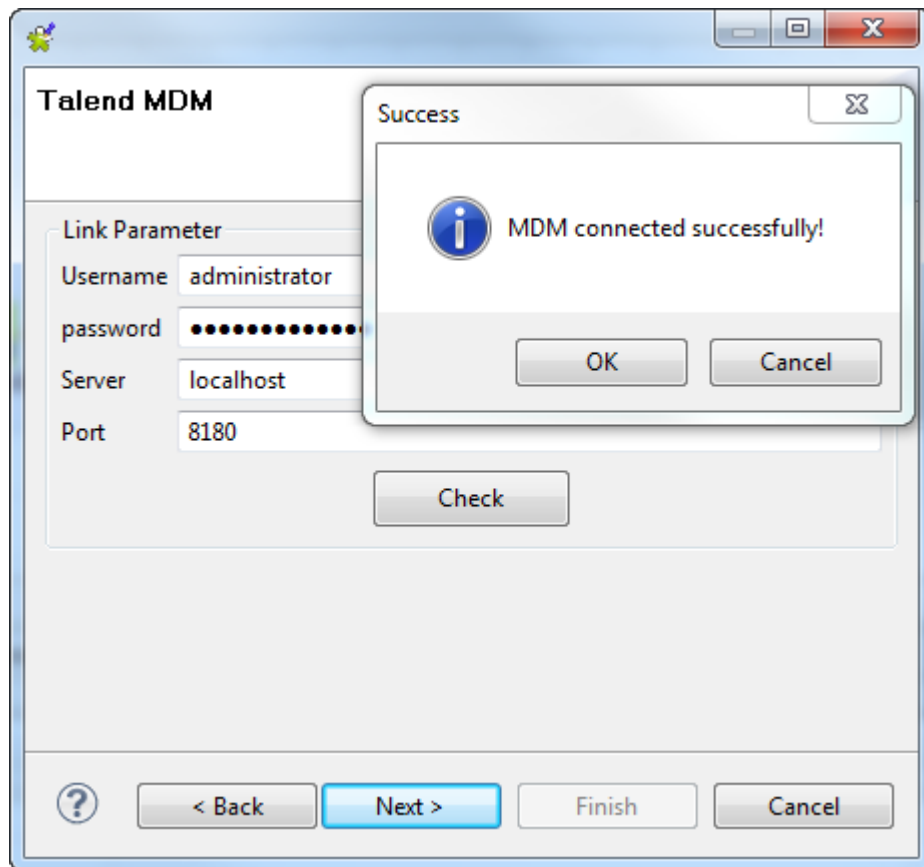 Talend MDM
Success
MDM connected successfully!
OK Cancel
Link Parameter
Username administrator
password ●●●●●●●●●●●●●
Server localhost
Port 8180
Check
? < Back Next > Finish Cancel